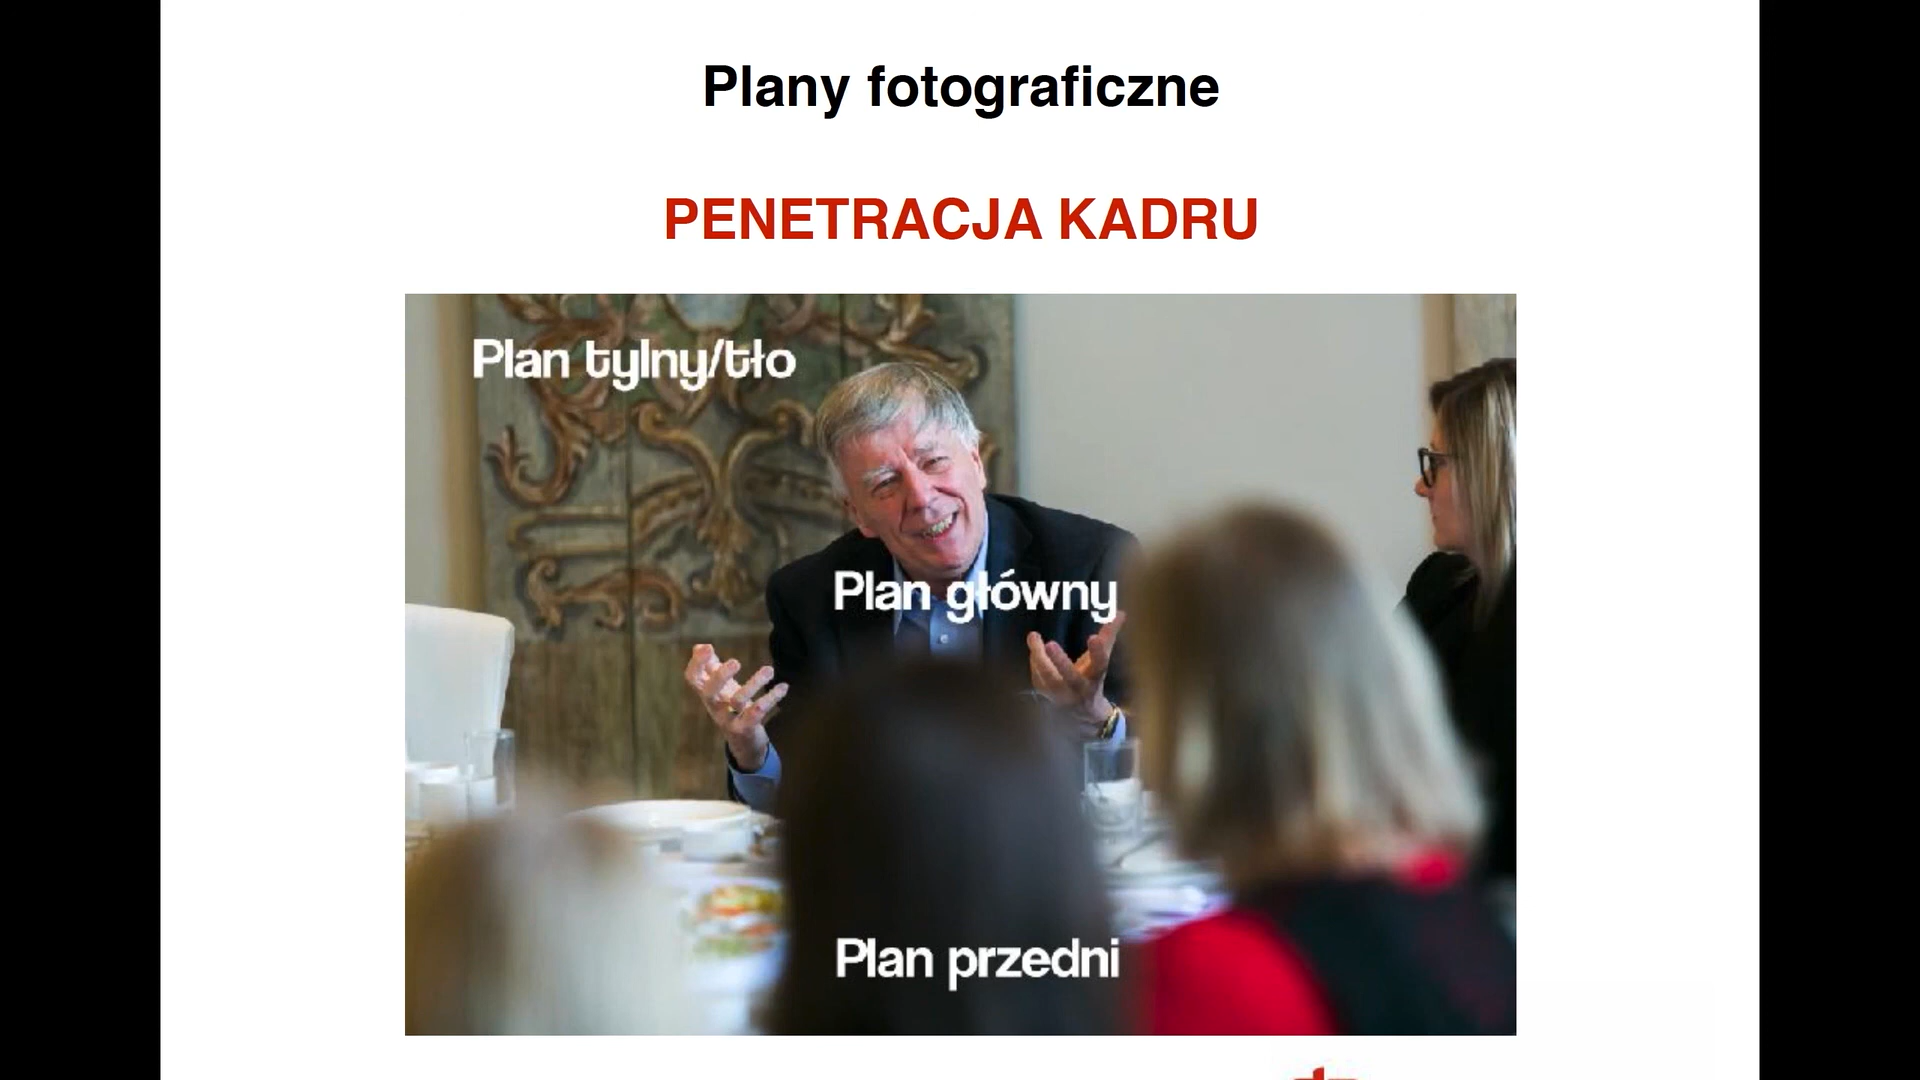 Plany fotograficzne
PENETRACJA KADRU
Plan tylny/tło
Plan główny
Plan przedni